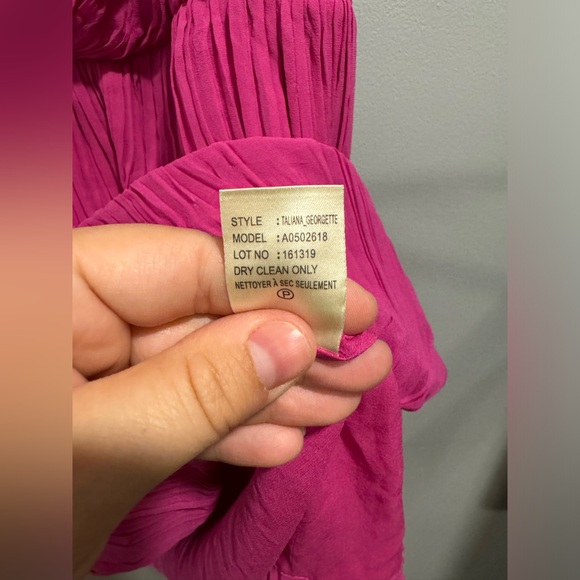 STYLE : TALIANA_GEORGETTE
MODEL : A0502618
LOT NO : 161319
DRY CLEAN ONLY
NETTOYER À SEC SEULEMENT
P